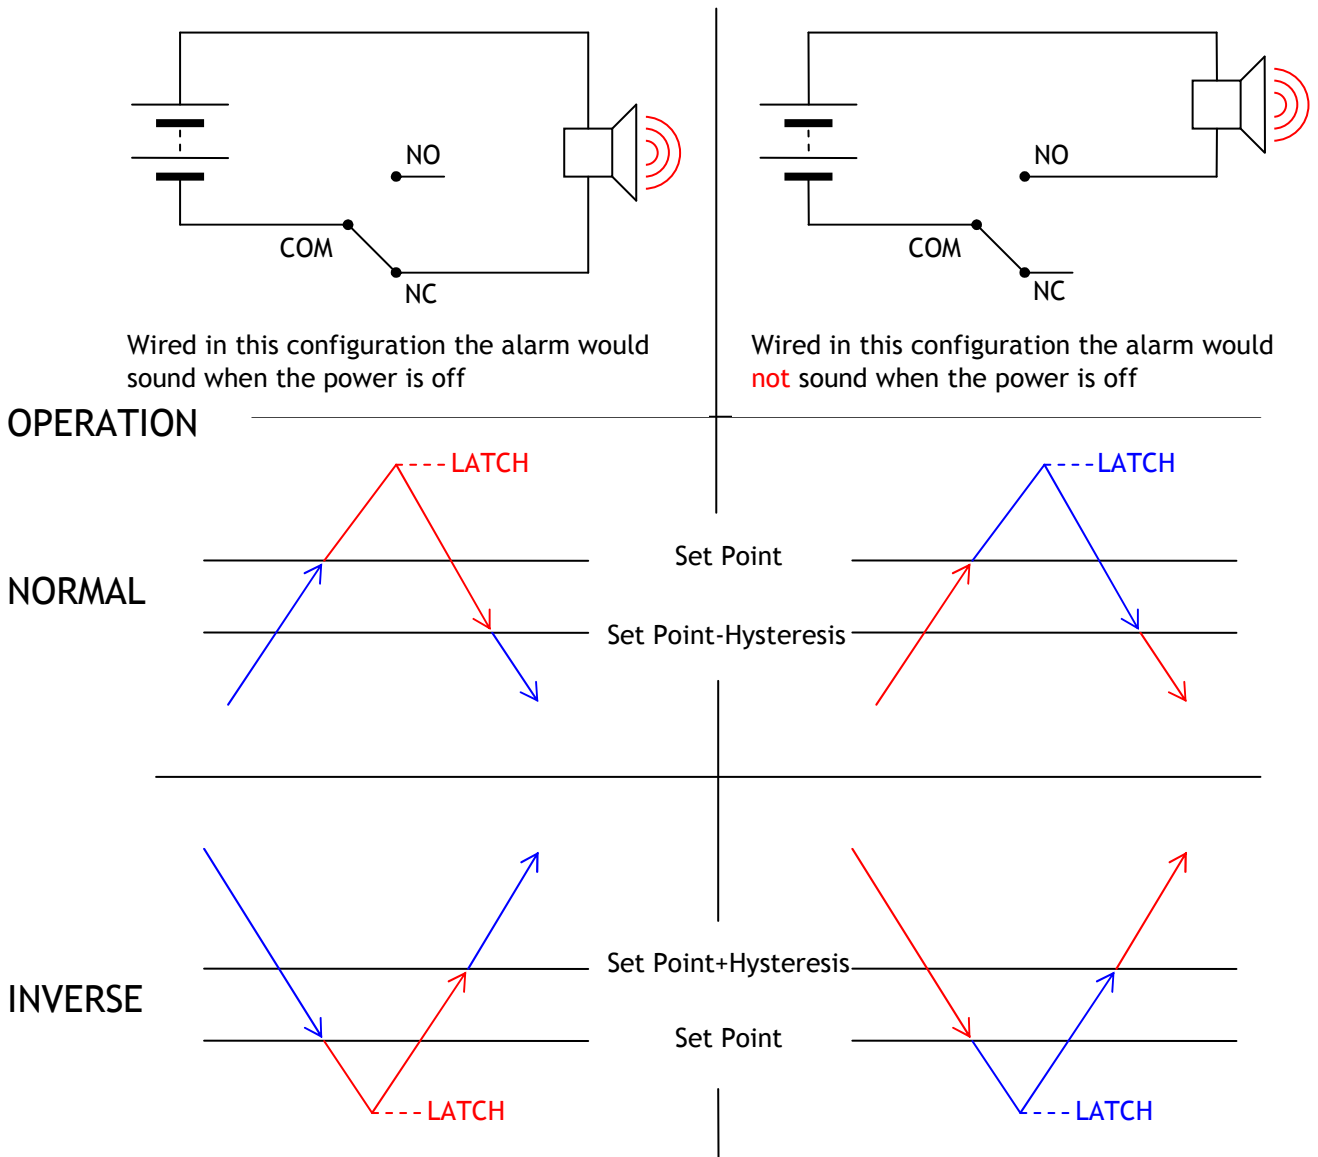 NO
COM
NC
Wired in this configuration the alarm would
sound when the power is off
NO
COM
NC
Wired in this configuration the alarm would
not sound when the power is off
OPERATION
LATCH
LATCH
Set Point
NORMAL
Set Point-Hysteresis
Set Point+Hysteresis
INVERSE
Set Point
LATCH
LATCH